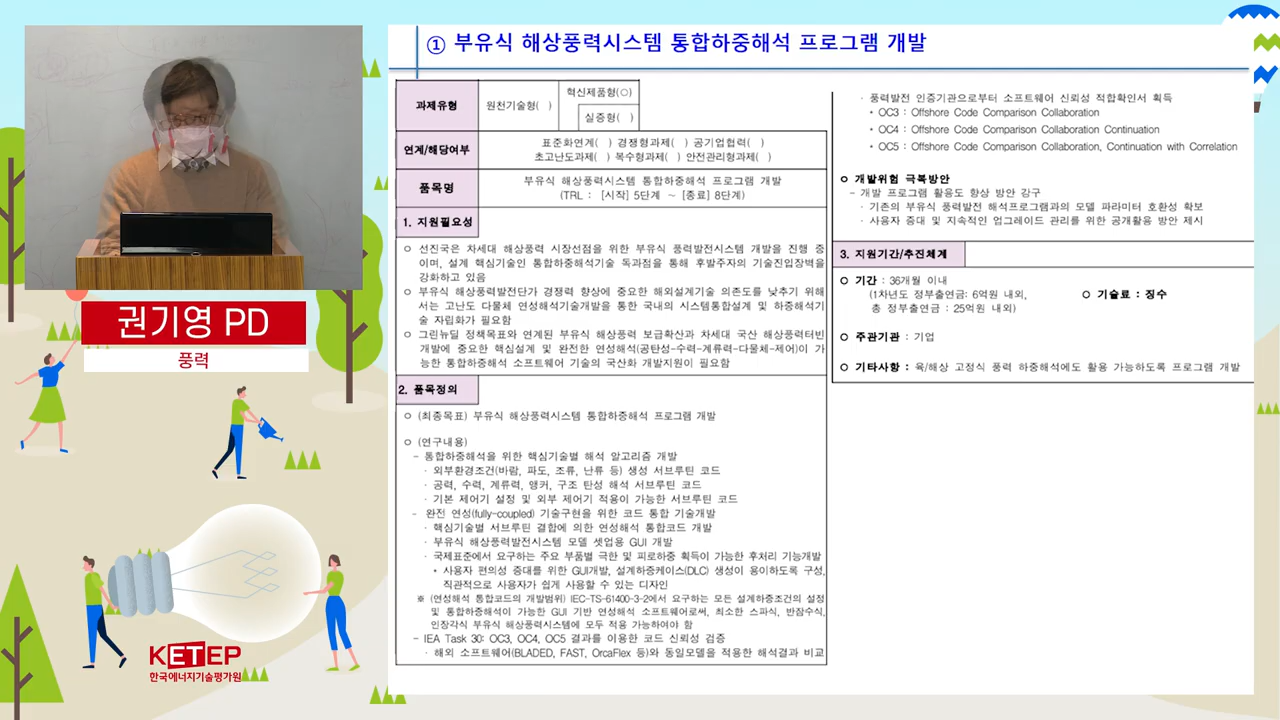 ① 부유식 해상풍력시스템 통합하중해석 프로그램 개발
과제유형
원천기술형( )
혁신제품형(○)
실증형( )
연계/해당여부
표준화연계( ) 경쟁형과제( ) 공기업협력( )
초고난도과제( ) 복수형과제( ) 안전관리형과제( )
품목명
부유식 해상풍력시스템 통합하중해석 프로그램 개발
(TRL : [시작] 5단계 ~ [종료] 8단계)
1. 지원필요성
ㅇ 선진국은 차세대 해상풍력 시장선점을 위한 부유식 풍력발전시스템 개발을 진행 중
이며, 설계 핵심기술인 통합하중해석기술 독과점을 통해 후발주자의 기술진입장벽을
강화하고 있음
ㅇ 부유식 해상풍력발전단가 경쟁력 향상에 중요한 해외설계기술 의존도를 낮추기 위해
서는 고난도 다물체 연성해석기술개발을 통한 국내의 시스템통합설계 및 하중해석기
술 자립화가 필요함
ㅇ 그린뉴딜 정책목표와 연계된 부유식 해상풍력 보급확산과 차세대 국산 해상풍력터빈
개발에 중요한 핵심설계 및 완전한 연성해석(공탄성-수력-계류력-다물체-제어)이 가
능한 통합하중해석 소프트웨어 기술의 국산화 개발지원이 필요함
2. 품목정의
ㅇ (최종목표) 부유식 해상풍력시스템 통합하중해석 프로그램 개발
ㅇ (연구내용)
- 통합하중해석을 위한 핵심기술별 해석 알고리즘 개발
· 외부환경조건(바람, 파도, 조류, 난류 등) 생성 서브루틴 코드
· 공력, 수력, 계류력, 앵커, 구조 탄성 해석 서브루틴 코드
· 기본 제어기 설정 및 외부 제어기 적용이 가능한 서브루틴 코드
- 완전 연성(fully-coupled) 기술구현을 위한 코드 통합 기술개발
· 핵심기술별 서브루틴 결합에 의한 연성해석 통합코드 개발
· 부유식 해상풍력발전시스템 모델 셋업용 GUI 개발
· 국제표준에서 요구하는 주요 부품별 극한 및 피로하중 획득이 가능한 후처리 기능개발
• 사용자 편의성 증대를 위한 GUI개발, 설계하중케이스(DLC) 생성이 용이하도록 구성,
직관적으로 사용자가 쉽게 사용할 수 있는 디자인
※ (연성해석 통합코드의 개발범위) IEC-TS-61400-3-2에서 요구하는 모든 설계하중조건의 설정
및 통합하중해석이 가능한 GUI 기반 연성해석 소프트웨어로써, 최소한 스파식, 반잠수식,
인장각식 부유식 해상풍력시스템에 모두 적용 가능하여야 함
- IEA Task 30: OC3, OC4, OC5 결과를 이용한 코드 신뢰성 검증
· 해외 소프트웨어(BLADED, FAST, OrcaFlex 등)와 동일모델을 적용한 해석결과 비교
· 풍력발전 인증기관으로부터 소프트웨어 신뢰성 적합확인서 획득
• OC3 : Offshore Code Comparison Collaboration
• OC4 : Offshore Code Comparison Collaboration Continuation
• OC5 : Offshore Code Comparison Collaboration, Continuation with Correlation
ㅇ 개발위험 극복방안
- 개발 프로그램 활용도 향상 방안 강구
· 기존의 부유식 풍력발전 해석프로그램과의 모델 파라미터 호환성 확보
· 사용자 증대 및 지속적인 업그레이드 관리를 위한 공개활용 방안 제시
3. 지원기간/추진체계
ㅇ 기간 : 36개월 이내
(1차년도 정부출연금: 6억원 내외,
총 정부출연금 : 25억원 내외)
ㅇ 기술료 : 징수
ㅇ 주관기관 : 기업
ㅇ 기타사항 : 육/해상 고정식 풍력 하중해석에도 활용 가능하도록 프로그램 개발
권기영 PD
풍력
KETEP
한국에너지기술평가원